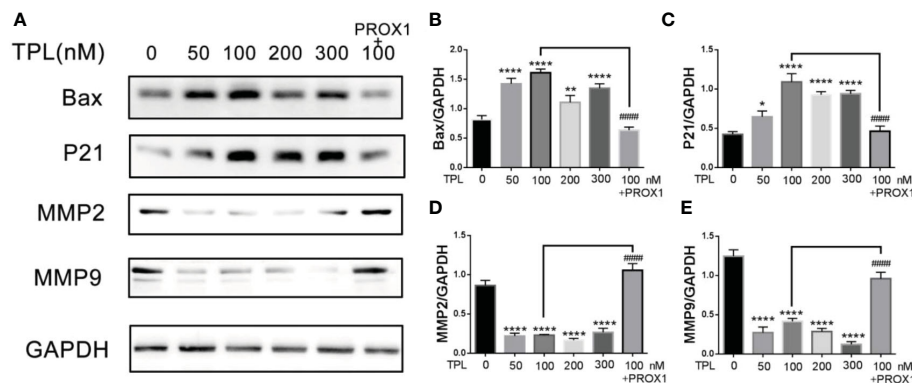 A
TPL(nM) 0 50 100 200 300 PROX1 + 100
Bax
P21
MMP2
MMP9
GAPDH
B
Bax/GAPDH
2.0
1.5
1.0
0.5
0.0
**** **** ** **** ####
TPL 0 50 100 200 300 100 nM
+PROX1
C
P21/GAPDH
1.5
1.0
0.5
0.0
* **** **** **** ####
TPL 0 50 100 200 300 100 nM
+PROX1
D
MMP2/GAPDH
1.5
1.0
0.5
0.0
**** **** **** **** ####
TPL 0 50 100 200 300 100 nM
+PROX1
E
MMP9/GAPDH
1.5
1.0
0.5
0.0
**** **** **** **** ####
TPL 0 50 100 200 300 100 nM
+PROX1